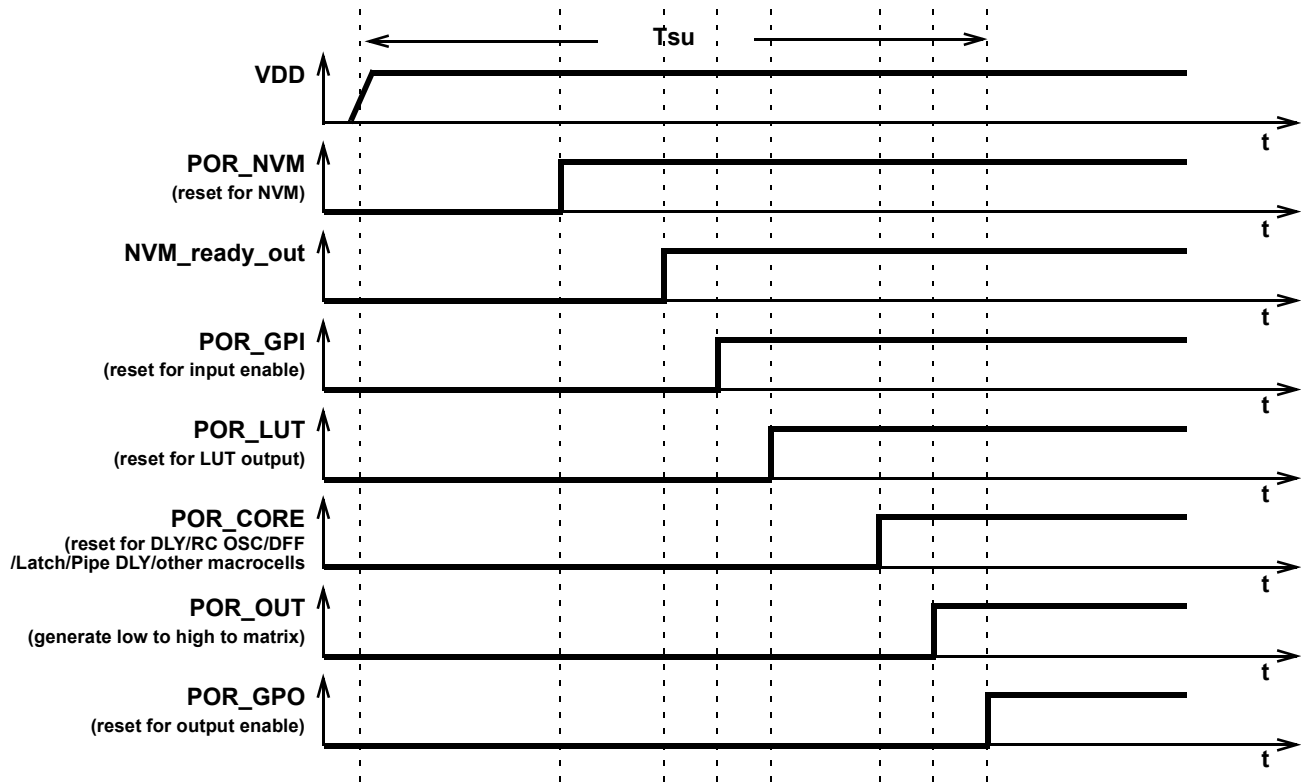 Tsu
VDD
t
POR_NVM
(reset for NVM)
t
NVM_ready_out
t
POR_GPI
(reset for input enable)
t
POR_LUT
(reset for LUT output)
t
POR_CORE
(reset for DLY/RC OSC/DFF
/Latch/Pipe DLY/other macrocells
t
POR_OUT
(generate low to high to matrix)
t
POR_GPO
(reset for output enable)
t